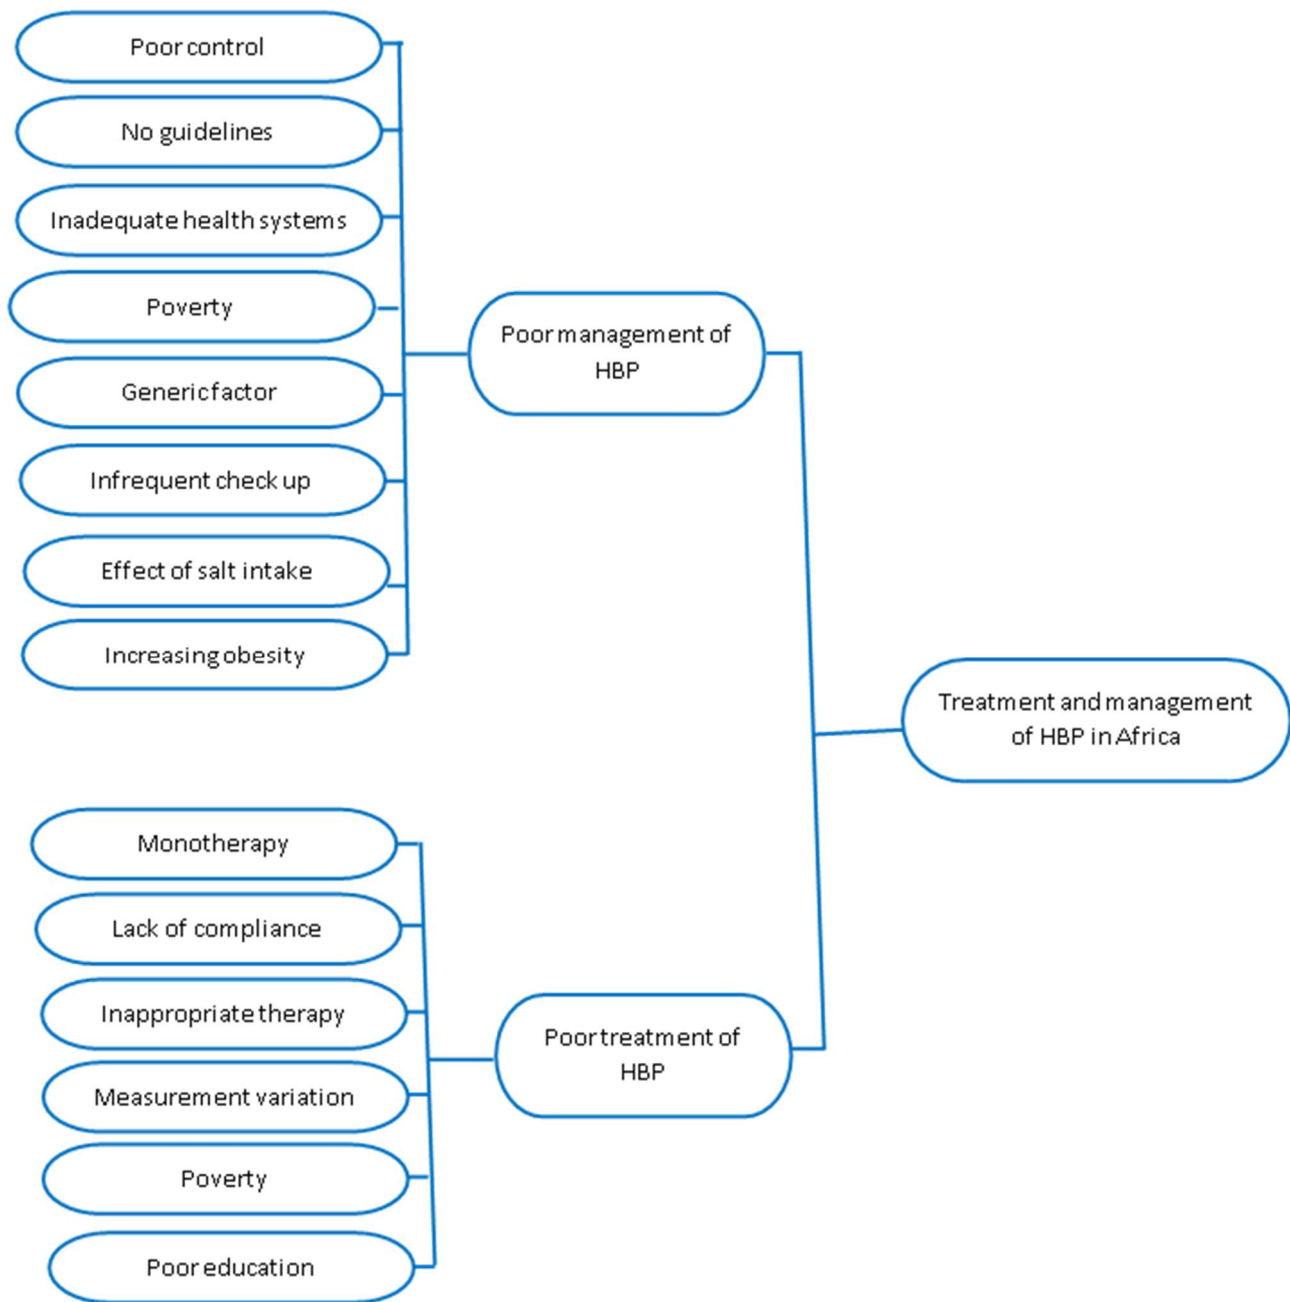 Poor control
No guidelines
Inadequate health systems
Poverty
Generic factor
Infrequent check up
Effect of salt intake
Increasing obesity
Poor management of
HBP
Treatment and management
of HBP in Africa
Monotherapy
Lack of compliance
Inappropriate therapy
Measurement variation
Poverty
Poor education
Poor treatment of
HBP